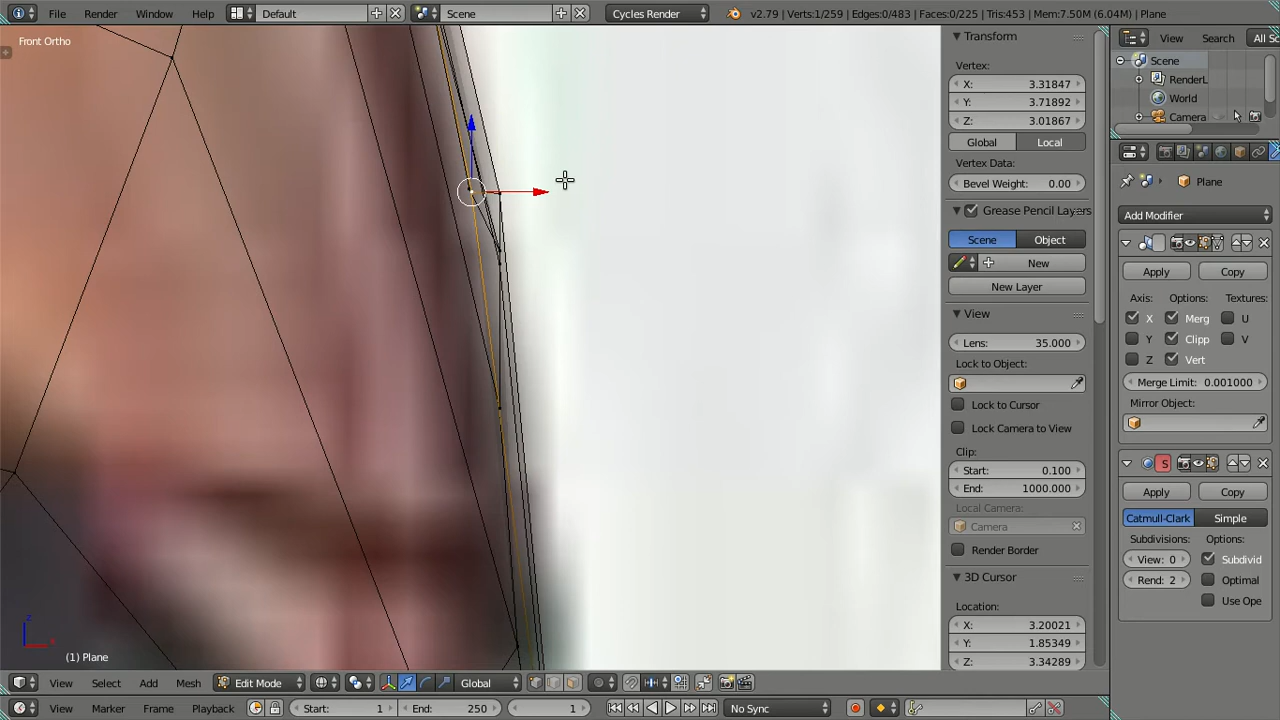 File Render Window Help Default Scene Cycles Render v2.79 | Verts:1/259 | Edges:0/483 | Faces:0/225 | Tris:453 | Mem:7.50M (6.04M) | Plane
Front Ortho
(1) Plane
Transform
Vertex:
X: 3.31847
Y: 3.71892
Z: 3.01867
Global Local
Vertex Data:
Bevel Weight: 0.00
Grease Pencil Layers
Scene Object
New
New Layer
View
Lens: 35.000
Lock to Object:
Lock to Cursor
Lock Camera to View
Clip:
Start: 0.100
End: 1000.000
Local Camera:
Camera
Render Border
3D Cursor
Location:
X: 3.20021
Y: 1.85349
Z: 3.34289
View Search All Sc
Scene
RenderL
World
Camera
Plane
Add Modifier
Apply Copy
Axis: Options: Textures:
X Merg U
Y Clipp V
Z Vert
Merge Limit: 0.001000
Mirror Object:
S
Apply Copy
Catmull-Clark Simple
Subdivisions: Options:
View: 0 Subdivid
Rend: 2 Optimal
Use Ope
View Select Add Mesh Edit Mode Global
View Marker Frame Playback Start: 1 End: 250 1 No Sync